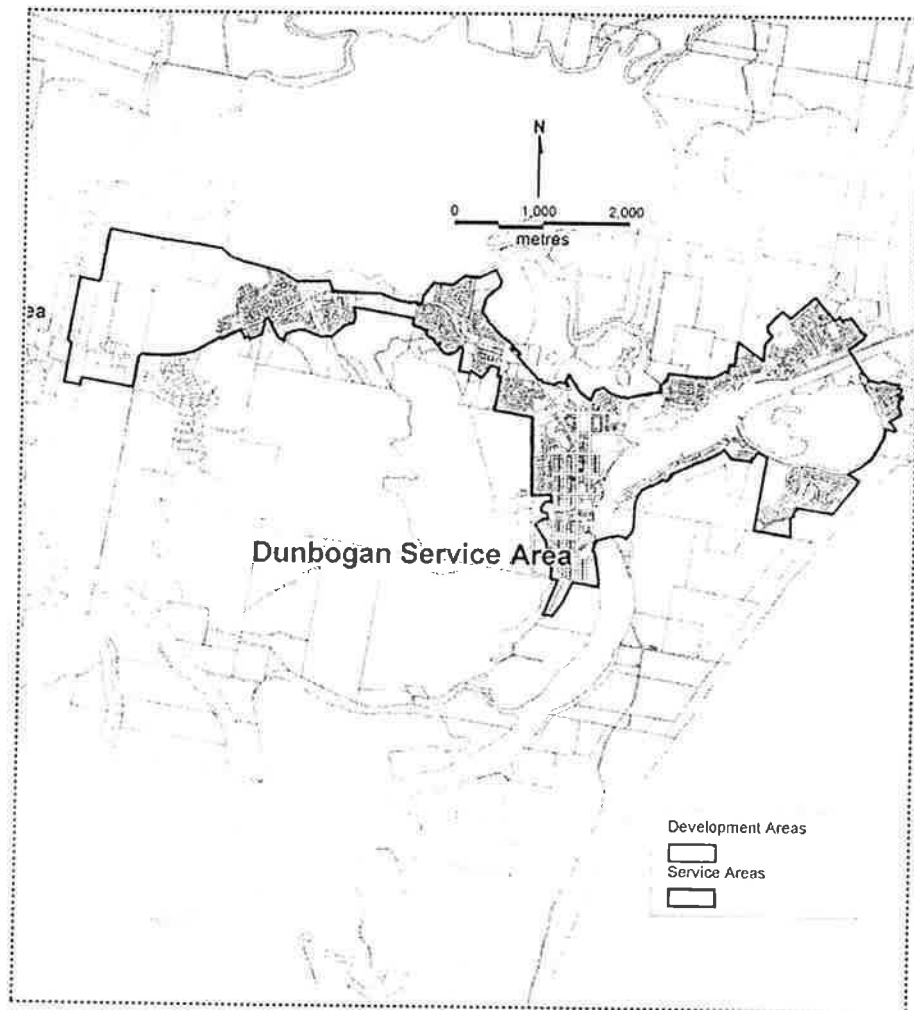 N
0 1,000 2,000
metres
ea
Dunbogan Service Area
Development Areas
Service Areas